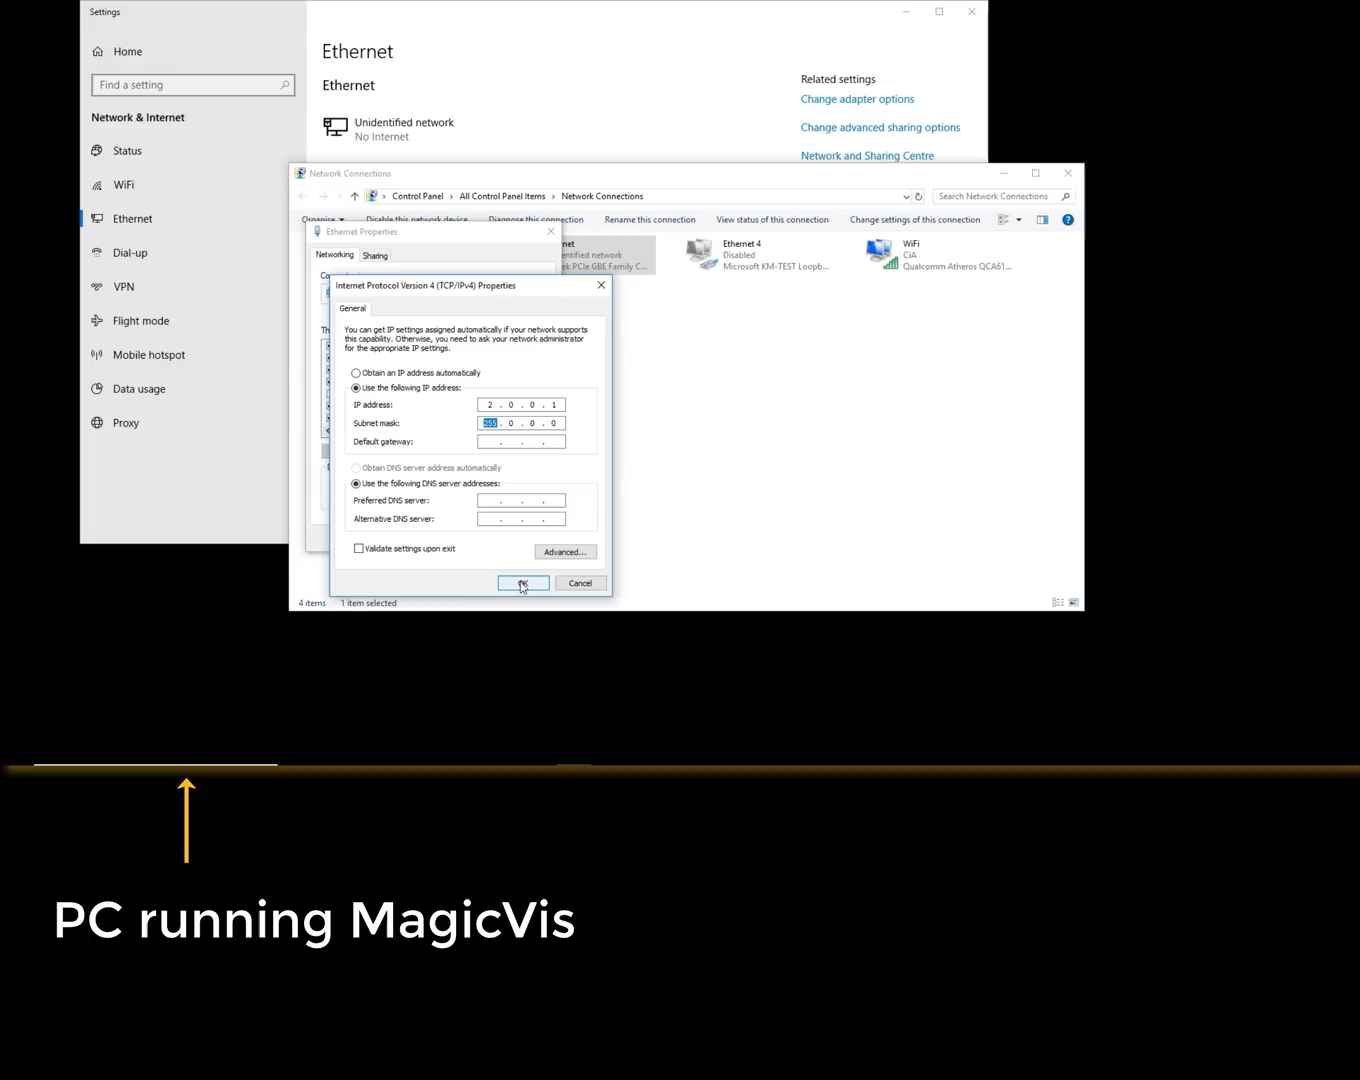 Settings
Home
Find a setting
Network & Internet
Status
WiFi
Ethernet
Dial-up
VPN
Flight mode
Mobile hotspot
Data usage
Proxy
Ethernet
Ethernet
Unidentified network
No Internet
Related settings
Change adapter options
Change advanced sharing options
Network and Sharing Centre
Network Connections
Control Panel > All Control Panel Items > Network Connections
Search Network Connections
Organise
Disable this network device
Diagnose this connection
Rename this connection
View status of this connection
Change settings of this connection
net
entified network
ek PCIe GBE Family C...
Ethernet 4
Disabled
Microsoft KM-TEST Loopb...
WiFi
CiA
Qualcomm Atheros QCA61...
Ethernet Properties
Networking
Sharing
Internet Protocol Version 4 (TCP/IPv4) Properties
General
You can get IP settings assigned automatically if your network supports
this capability. Otherwise, you need to ask your network administrator
for the appropriate IP settings.
Obtain an IP address automatically
Use the following IP address:
IP address: 2 . 0 . 0 . 1
Subnet mask: 255 . 0 . 0 . 0
Default gateway: . . .
Obtain DNS server address automatically
Use the following DNS server addresses:
Preferred DNS server: . . .
Alternative DNS server: . . .
Validate settings upon exit
Advanced...
OK
Cancel
4 items
1 item selected
PC running MagicVis